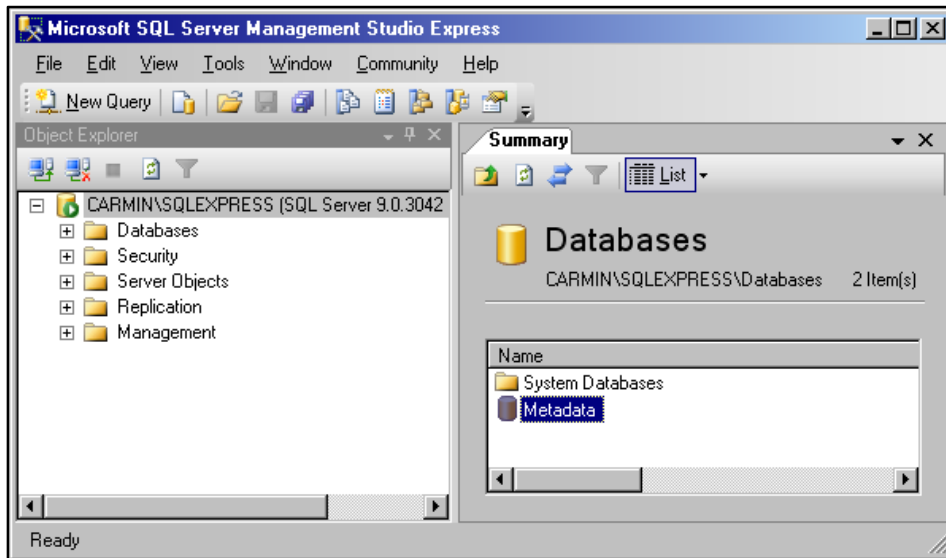 Microsoft SQL Server Management Studio Express
File Edit View Tools Window Community Help
New Query
Object Explorer
CARMIN\SQLEXPRESS (SQL Server 9.0.3042
Databases
Security
Server Objects
Replication
Management
Summary
List
Databases
CARMIN\SQLEXPRESS\Databases 2 Item(s)
Name
System Databases
Metadata
Ready